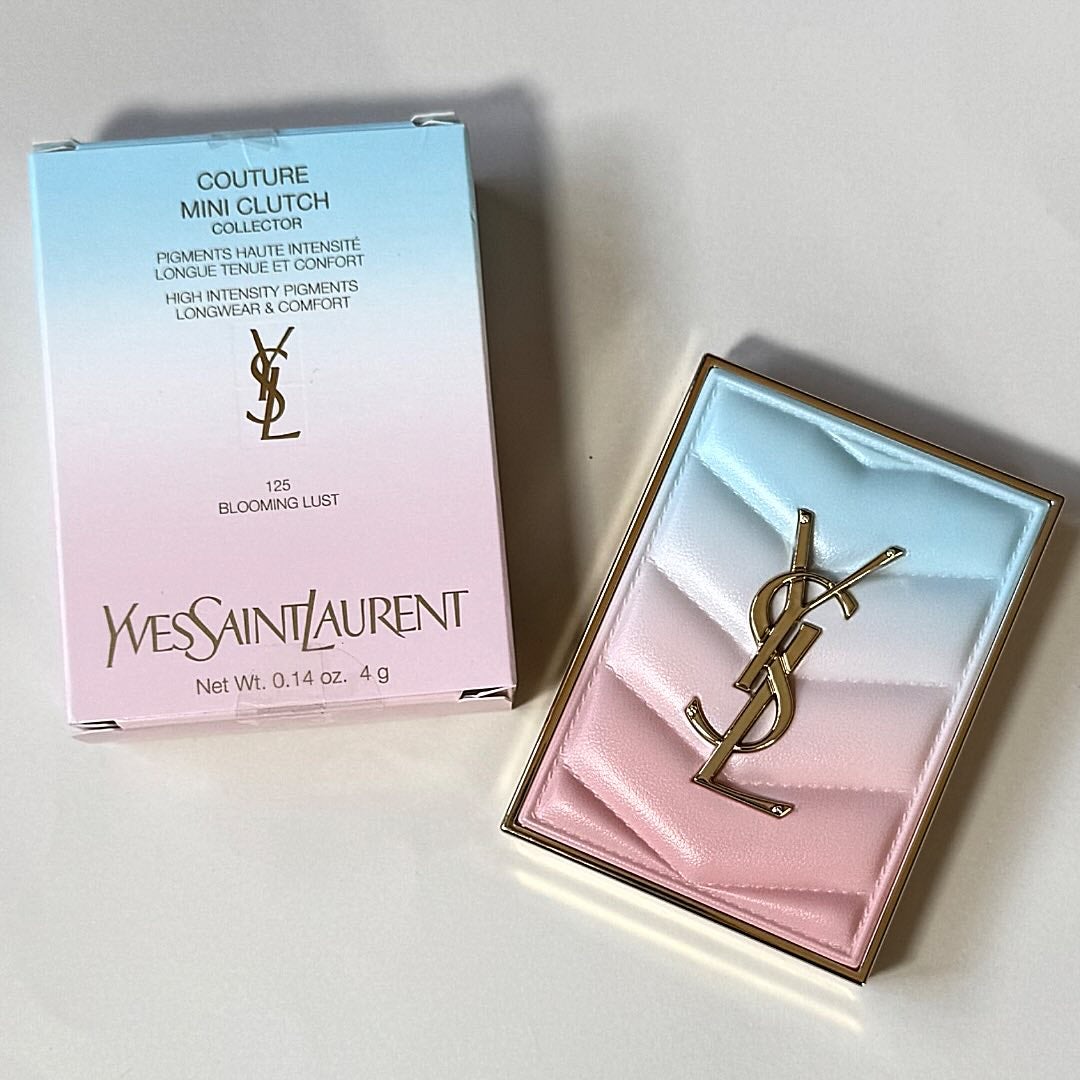 COUTURE
MINI CLUTCH
COLLECTOR
PIGMENTS HAUTE INTENSITÉ
LONGUE TENUE ET CONFORT
HIGH INTENSITY PIGMENTS
LONGWEAR & COMFORT
YSL
125
BLOOMING LUST
YVESSAINTLAURENT
Net Wt. 0.14 oz. 4 g
YSL